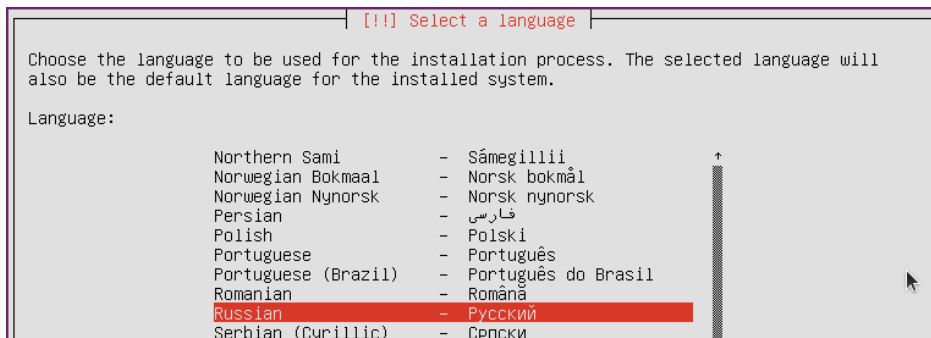 [!!] Select a language
Choose the language to be used for the installation process. The selected language will
also be the default language for the installed system.
Language:
Northern Sami - Sámegillii
Norwegian Bokmaal - Norsk bokmål
Norwegian Nynorsk - Norsk nynorsk
Persian - فارسی
Polish - Polski
Portuguese - Português
Portuguese (Brazil) - Português do Brasil
Romanian - Română
Russian - Русский
Serbian (Cyrillic) - Српски